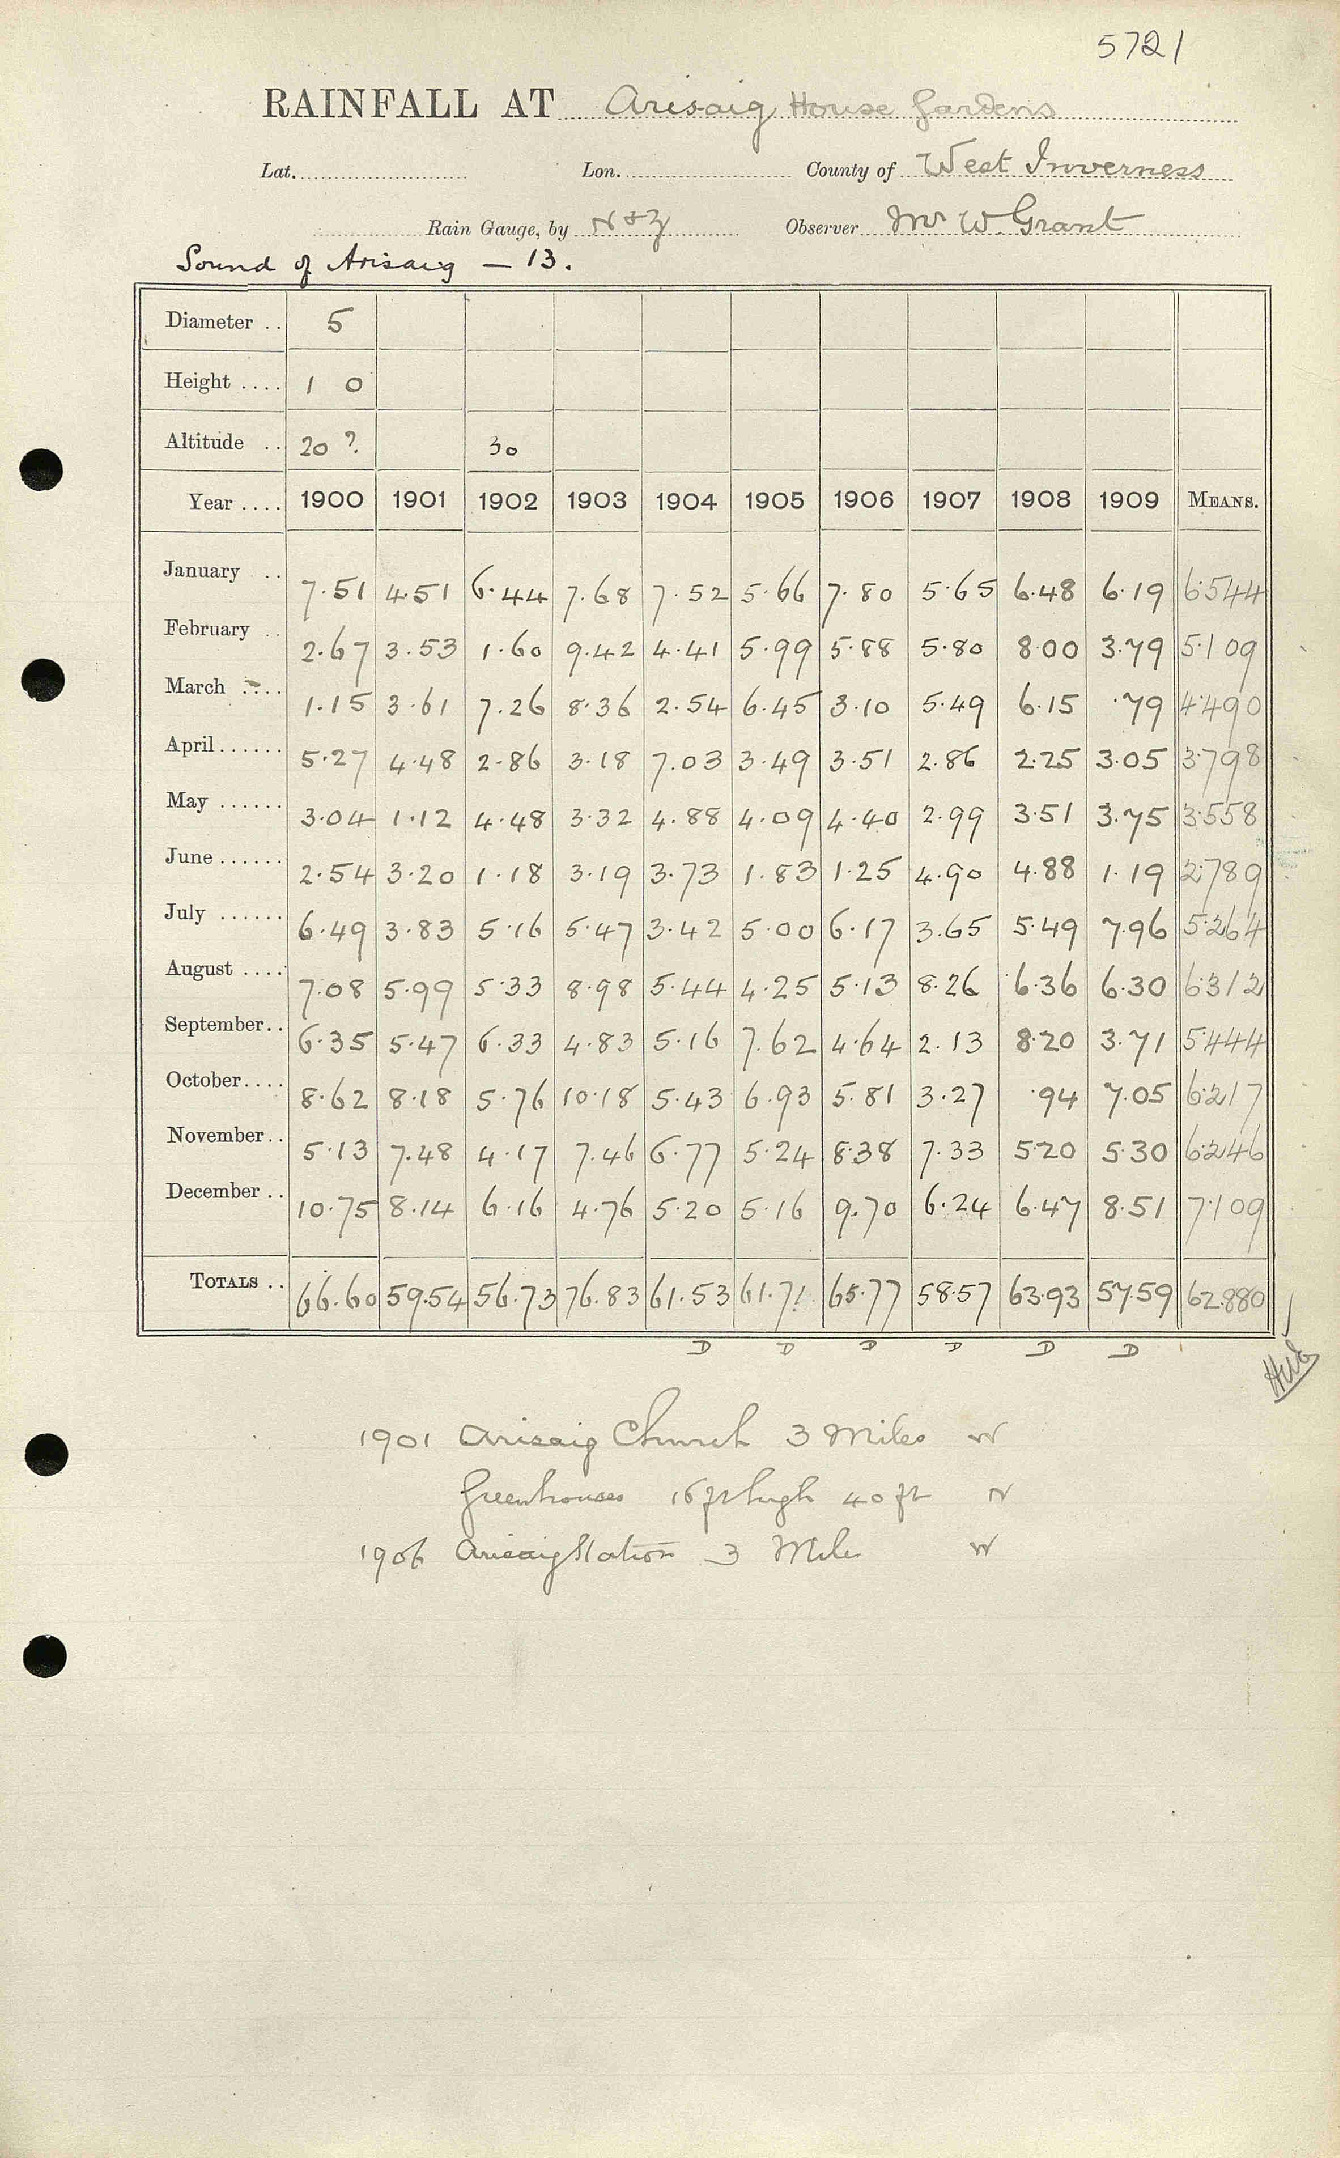 5721
RAINFALL AT Arisaig House Gardens
Lat. Lon. County of West Inverness
Rain Gauge, by N & Z Observer Mr W. Grant
Sound of Arisaig — 13.
Diameter .. 5
Height .... 1 0
Altitude .. 20 ? 30
Year .... 1900 1901 1902 1903 1904 1905 1906 1907 1908 1909 MEANS.
January .. 7.51 4.51 6.44 7.68 7.52 5.66 7.80 5.65 6.48 6.19 6.544
February .. 2.67 3.53 1.60 9.42 4.41 5.99 5.88 5.80 8.00 3.79 5.109
March .... 1.15 3.61 7.26 8.36 2.54 6.45 3.10 5.49 6.15 .79 4.490
April ...... 5.27 4.48 2.86 3.18 7.03 3.49 3.51 2.86 2.25 3.05 3.798
May ...... 3.04 1.12 4.48 3.32 4.88 4.09 4.40 2.99 3.51 3.75 3.558
June ...... 2.54 3.20 1.18 3.19 3.73 1.83 1.25 4.90 4.88 1.19 2.789
July ...... 6.49 3.83 5.16 5.47 3.42 5.00 6.17 3.65 5.49 7.96 5.264
August .... 7.08 5.99 5.33 8.98 5.44 4.25 5.13 8.26 6.36 6.30 6.312
September .. 6.35 5.47 6.33 4.83 5.16 7.62 4.64 2.13 8.20 3.71 5.444
October .... 8.62 8.18 5.76 10.18 5.43 6.93 5.81 3.27 .94 7.05 6.217
November .. 5.13 7.48 4.17 7.46 6.77 5.24 8.38 7.33 5.20 5.30 6.246
December .. 10.75 8.14 6.16 4.76 5.20 5.16 9.70 6.24 6.47 8.51 7.109
TOTALS .. 66.60 59.54 56.73 76.83 61.53 61.71 65.77 58.57 63.93 57.59 62.880
D D D D D D
1901 Arisaig Church 3 Miles W
Greenhouses 16 ft high 40 ft N
1906 Arisaig Station 3 Miles W